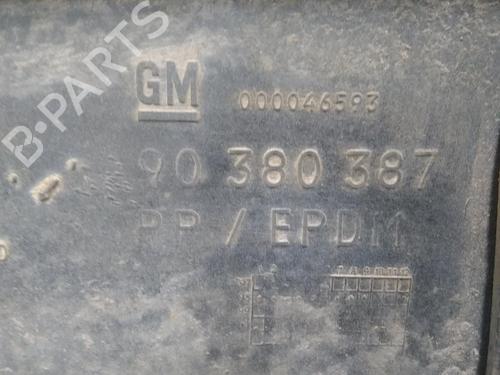 B-PARTS
GM
000046593
90 380 387
PP / EPDM